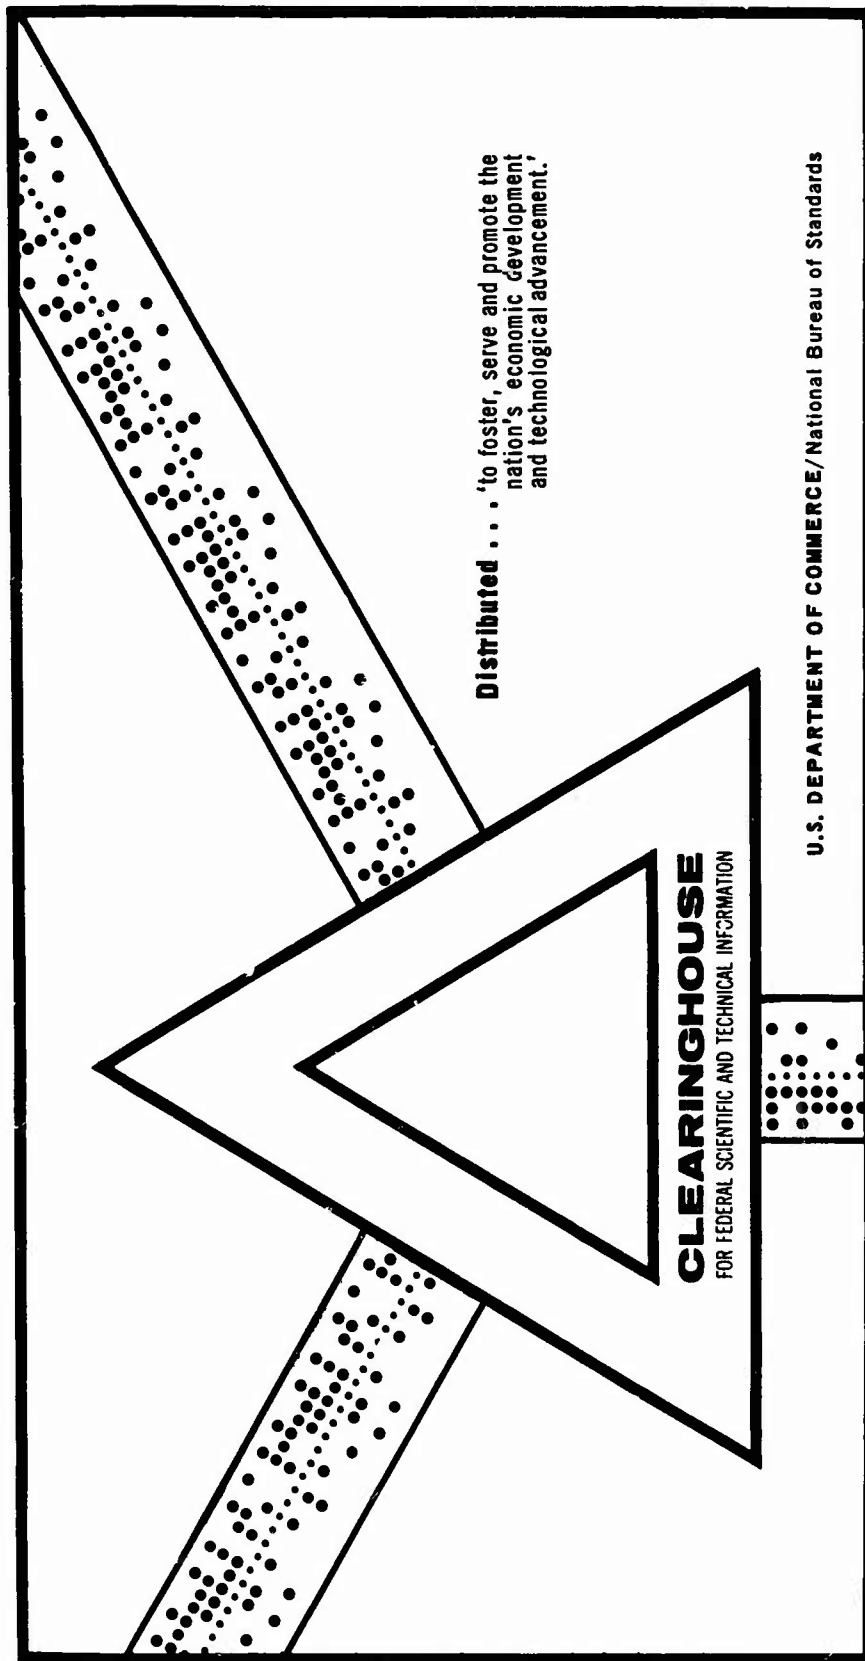 Distributed . . . 'to foster, serve and promote the
nation's economic development
and technological advancement.'
CLEARINGHOUSE
FOR FEDERAL SCIENTIFIC AND TECHNICAL INFORMATION
U.S. DEPARTMENT OF COMMERCE/National Bureau of Standards